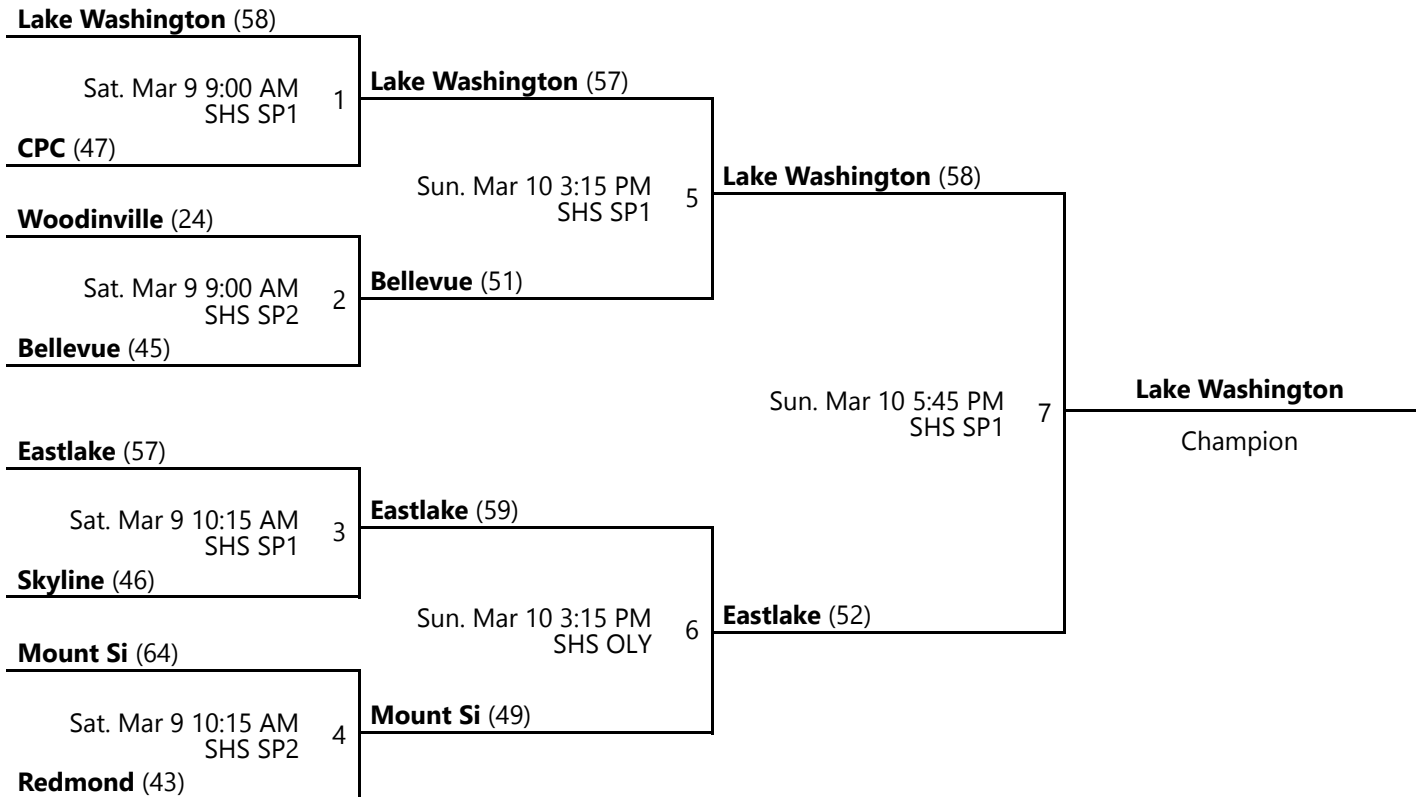 Lake Washington (58)
Sat. Mar 9 9:00 AM
SHS SP1
1
CPC (47)
Woodinville (24)
Sat. Mar 9 9:00 AM
SHS SP2
2
Bellevue (45)
Eastlake (57)
Sat. Mar 9 10:15 AM
SHS SP1
3
Skyline (46)
Mount Si (64)
Sat. Mar 9 10:15 AM
SHS SP2
4
Redmond (43)
Lake Washington (57)
Sun. Mar 10 3:15 PM
SHS SP1
5
Bellevue (51)
Eastlake (59)
Sun. Mar 10 3:15 PM
SHS OLY
6
Mount Si (49)
Lake Washington (58)
Sun. Mar 10 5:45 PM
SHS SP1
7
Eastlake (52)
Lake Washington
Champion